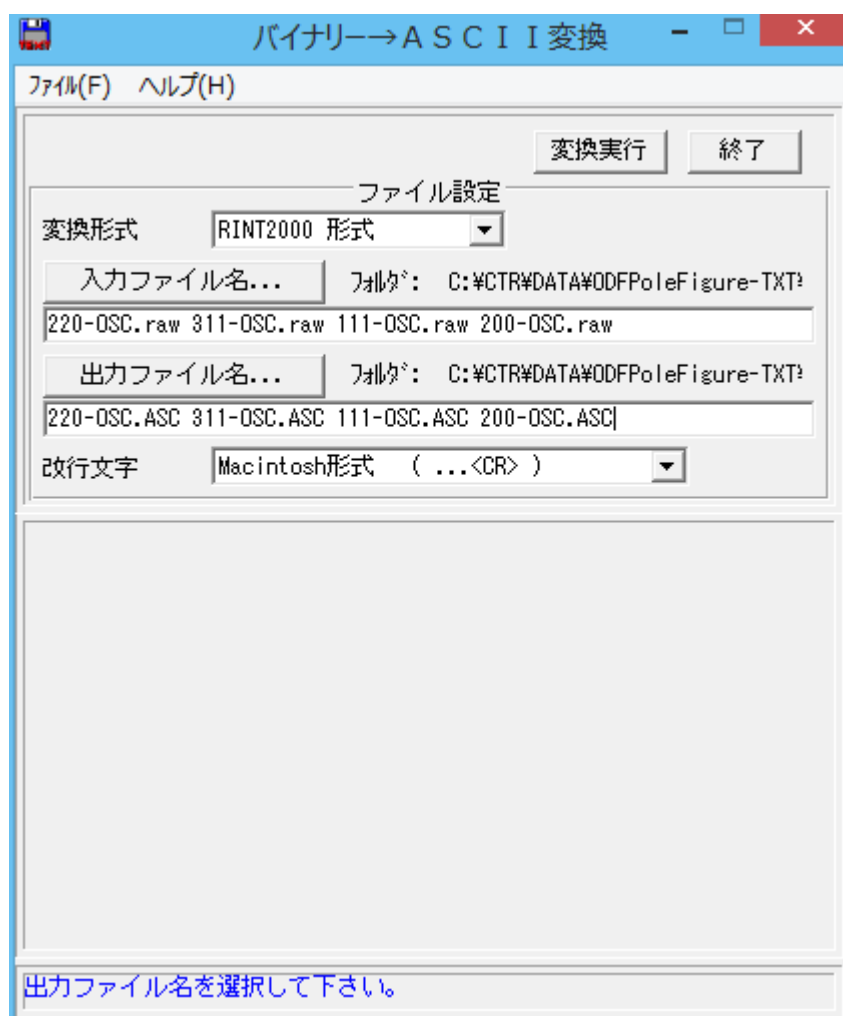 バイナリー→ＡＳＣＩＩ変換
ﾌｧｲﾙ(F) ヘルプ(H)
変換実行 終了
ファイル設定
変換形式 RINT2000 形式
入力ファイル名... ﾌｫﾙﾀﾞ: C:¥CTR¥DATA¥ODFPoleFigure-TXT
220-OSC.raw 311-OSC.raw 111-OSC.raw 200-OSC.raw
出力ファイル名... ﾌｫﾙﾀﾞ: C:¥CTR¥DATA¥ODFPoleFigure-TXT
220-OSC.ASC 311-OSC.ASC 111-OSC.ASC 200-OSC.ASC
改行文字 Macintosh形式 ( ...<CR> )
出力ファイル名を選択して下さい。